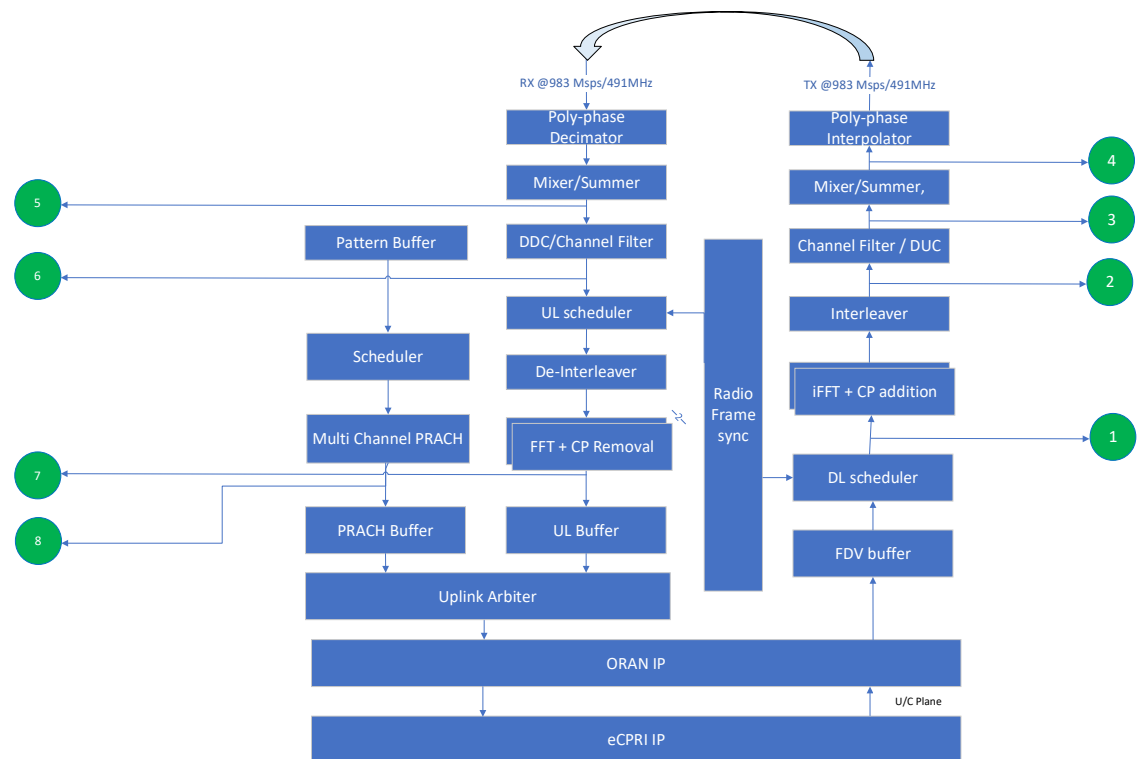 RX @983 Msps/491MHz
TX @983 Msps/491MHz
Poly-phase
Decimator
Poly-phase
Interpolator
4
Mixer/Summer
Mixer/Summer,
5
3
Pattern Buffer
DDC/Channel Filter
Channel Filter / DUC
6
2
UL scheduler
Interleaver
Scheduler
De-Interleaver
Radio
Frame
sync
iFFT + CP addition
-2-
Multi Channel PRACH
FFT + CP Removal
1
7
DL scheduler
8
PRACH Buffer
UL Buffer
FDV buffer
Uplink Arbiter
ORAN IP
U/C Plane
eCPRI IP